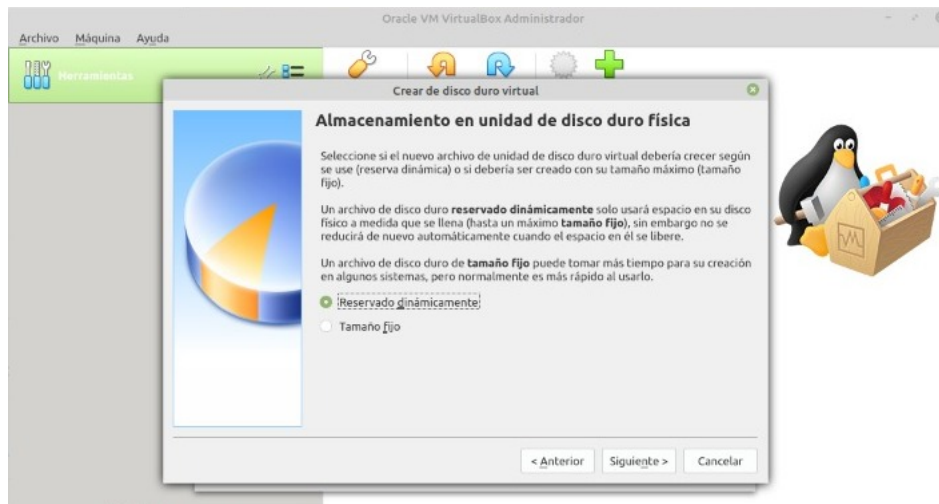 Oracle VM VirtualBox Administrador
Archivo Máquina Ayuda
Herramientas
Crear de disco duro virtual
Almacenamiento en unidad de disco duro física
Seleccione si el nuevo archivo de unidad de disco duro virtual debería crecer según
se use (reserva dinámica) o si debería ser creado con su tamaño máximo (tamaño
fijo).
Un archivo de disco duro reservado dinámicamente solo usará espacio en su disco
físico a medida que se llena (hasta un máximo tamaño fijo), sin embargo no se
reducirá de nuevo automáticamente cuando el espacio en él se libere.
Un archivo de disco duro de tamaño fijo puede tomar más tiempo para su creación
en algunos sistemas, pero normalmente es más rápido al usarlo.
Reservado dinámicamente
Tamaño fijo
< Anterior Siguiente > Cancelar